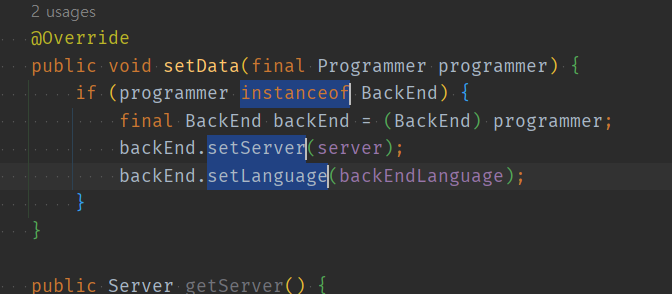 2 usages
@Override
public void setData(final Programmer programmer) {
if (programmer instanceof BackEnd) {
final BackEnd backEnd = (BackEnd) programmer;
backEnd.setServer(server);
backEnd.setLanguage(backEndLanguage);
}
}
public Server getServer() {